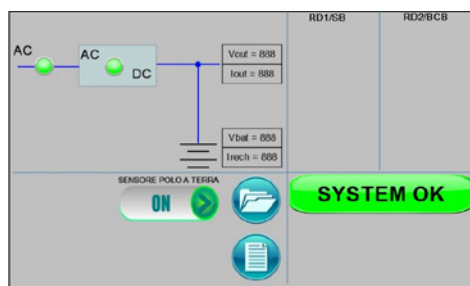 RD1/SB
RD2/BCB
AC
AC
DC
Vout = 888
Iout = 888
Vbat = 888
Irech = 888
SENSORE POLO A TERRA
ON
SYSTEM OK